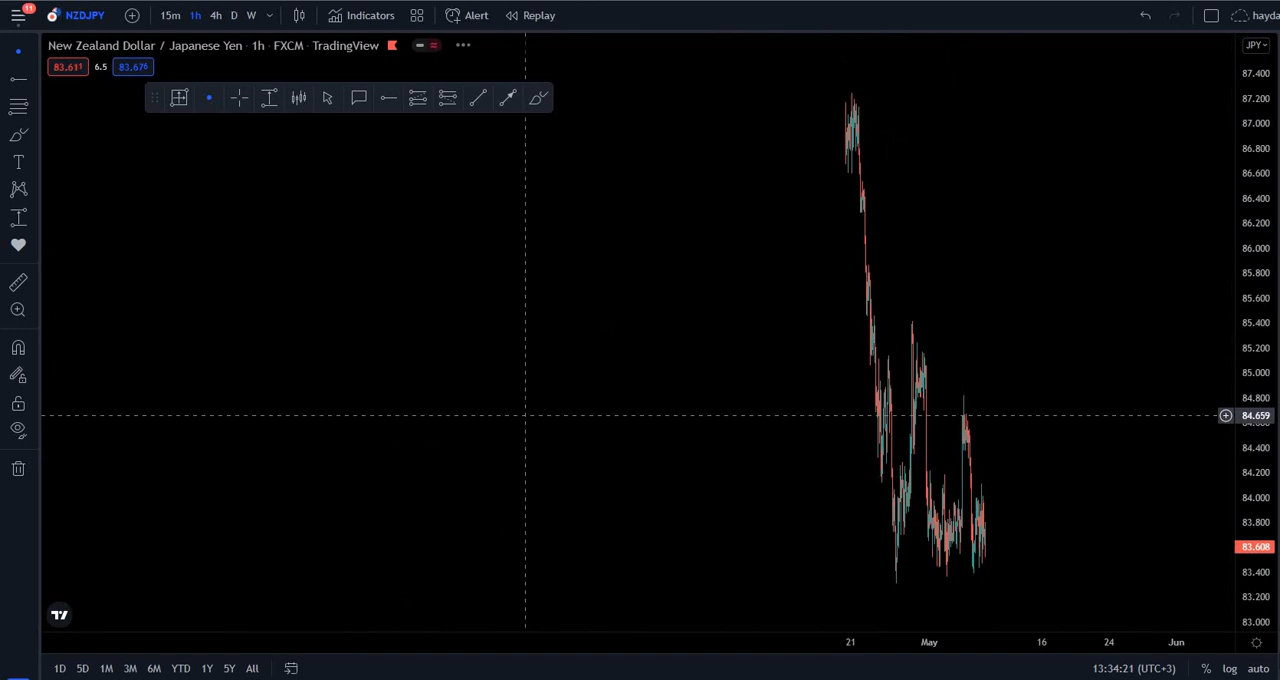 11
NZDJPY
15m 1h 4h D W
Indicators
Alert
Replay
hayda
New Zealand Dollar / Japanese Yen · 1h · FXCM · TradingView
JPY
83.611 6.5 83.676
87.400
87.200
87.000
86.800
86.600
86.400
86.200
86.000
85.800
85.600
85.400
85.200
85.000
84.800
84.659
84.400
84.200
84.000
83.800
83.608
83.400
83.200
83.000
21 May 16 24 Jun
1D 5D 1M 3M 6M YTD 1Y 5Y All
13:34:21 (UTC+3) % log auto